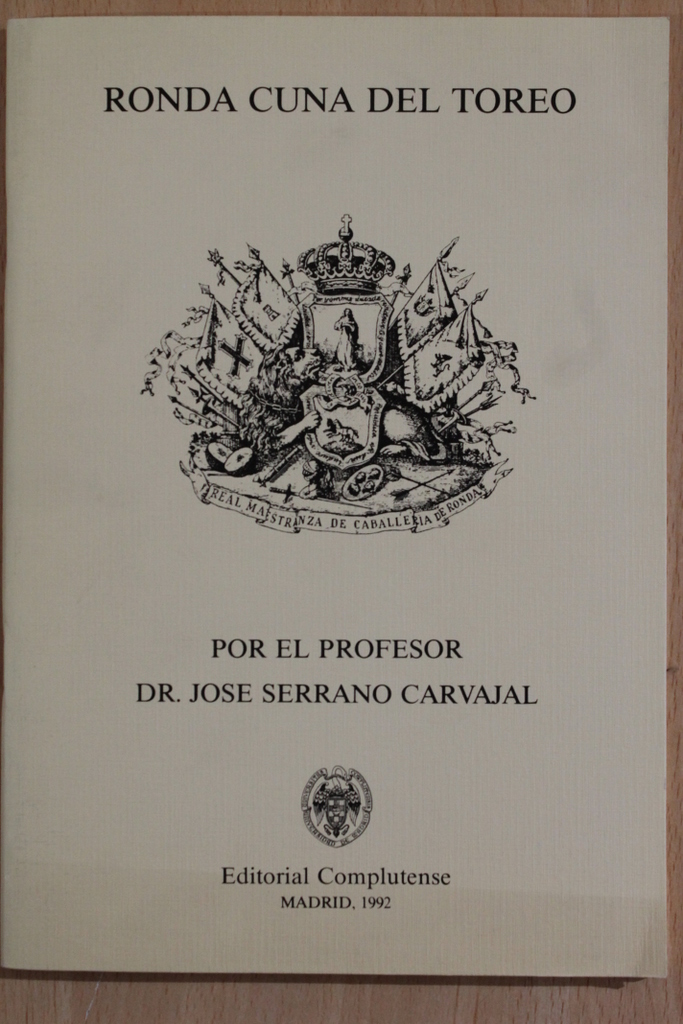 RONDA CUNA DEL TOREO
REAL MAESTRANZA DE CABALLERIA DE RONDA
POR EL PROFESOR
DR. JOSE SERRANO CARVAJAL
Editorial Complutense
MADRID, 1992